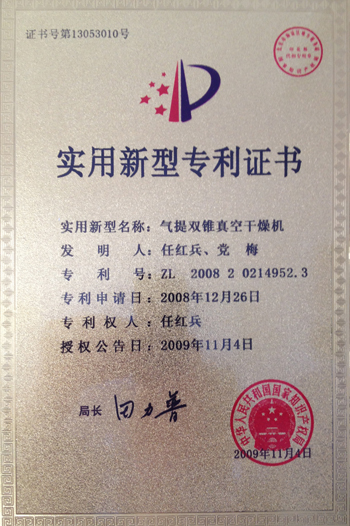 证书号第13053010号
实用新型专利证书
实用新型名称：气提双锥真空干燥机
发 明 人：任红兵、党 梅
专 利 号：ZL 2008 2 0214952.3
专利申请日：2008年12月26日
专 利 权 人：任红兵
授权公告日：2009年11月4日
局长 田力普
中华人民共和国国家知识产权局
2009年11月4日